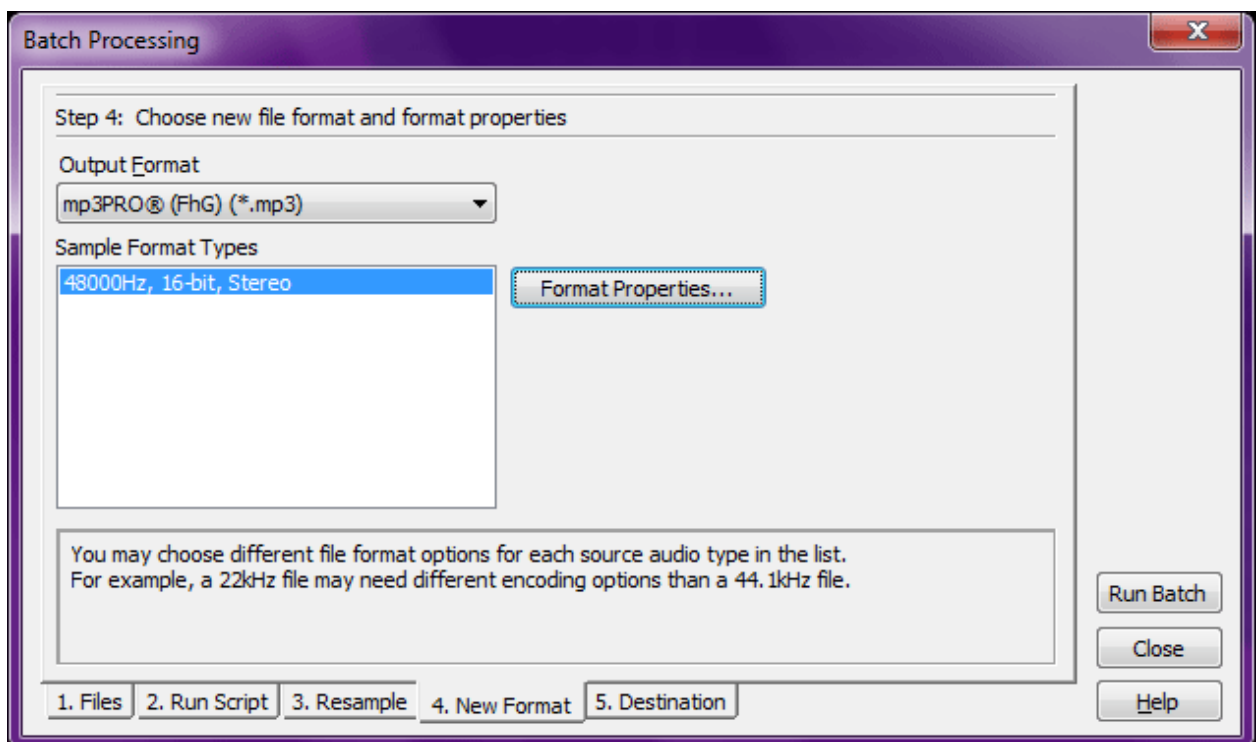 Batch Processing
Step 4: Choose new file format and format properties
Output Format
mp3PRO® (FhG) (*.mp3)
Sample Format Types
48000Hz, 16-bit, Stereo
Format Properties...
You may choose different file format options for each source audio type in the list.
For example, a 22kHz file may need different encoding options than a 44.1kHz file.
Run Batch
Close
Help
1. Files
2. Run Script
3. Resample
4. New Format
5. Destination